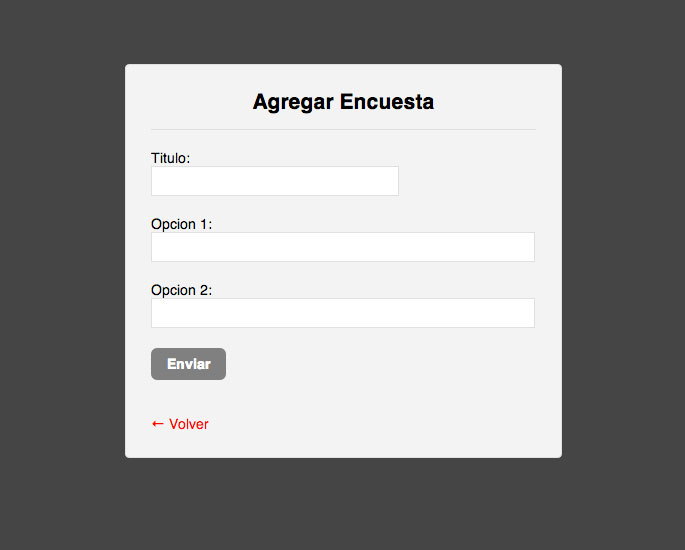 Agregar Encuesta
Titulo:
Opcion 1:
Opcion 2:
Enviar
← Volver